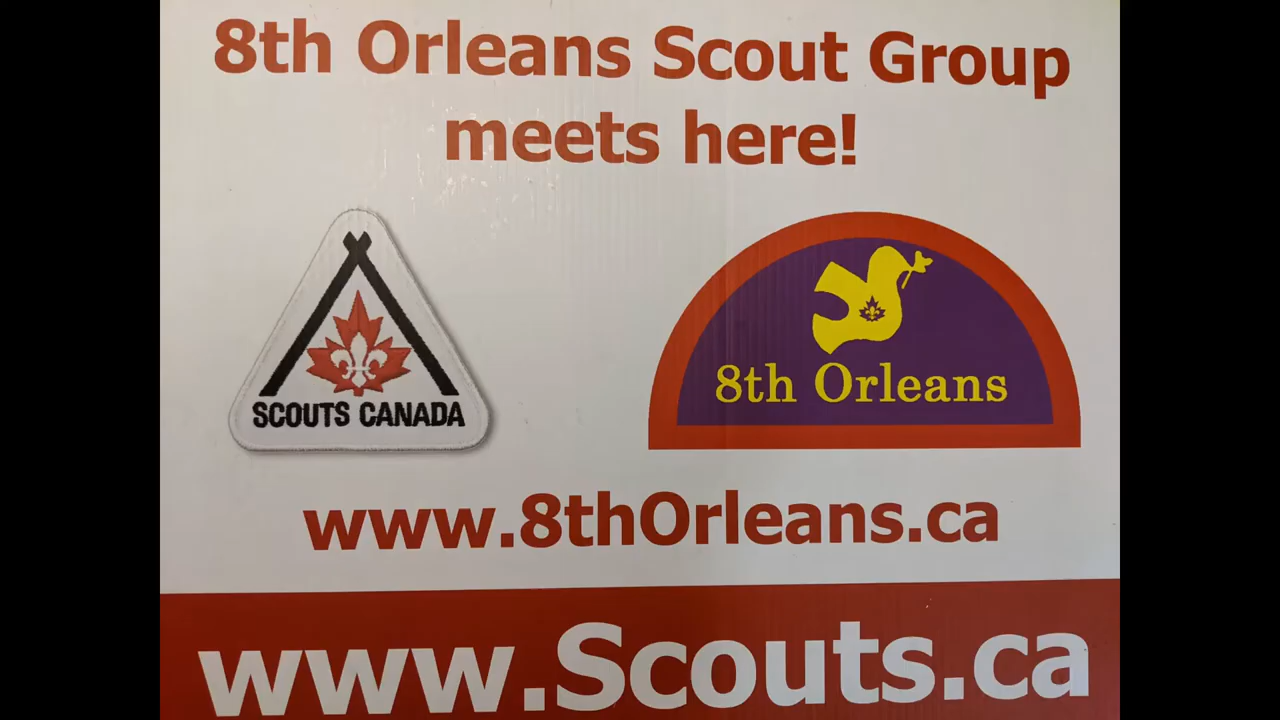 8th Orleans Scout Group
meets here!
SCOUTS CANADA
8th Orleans
www.8thOrleans.ca
www.Scouts.ca